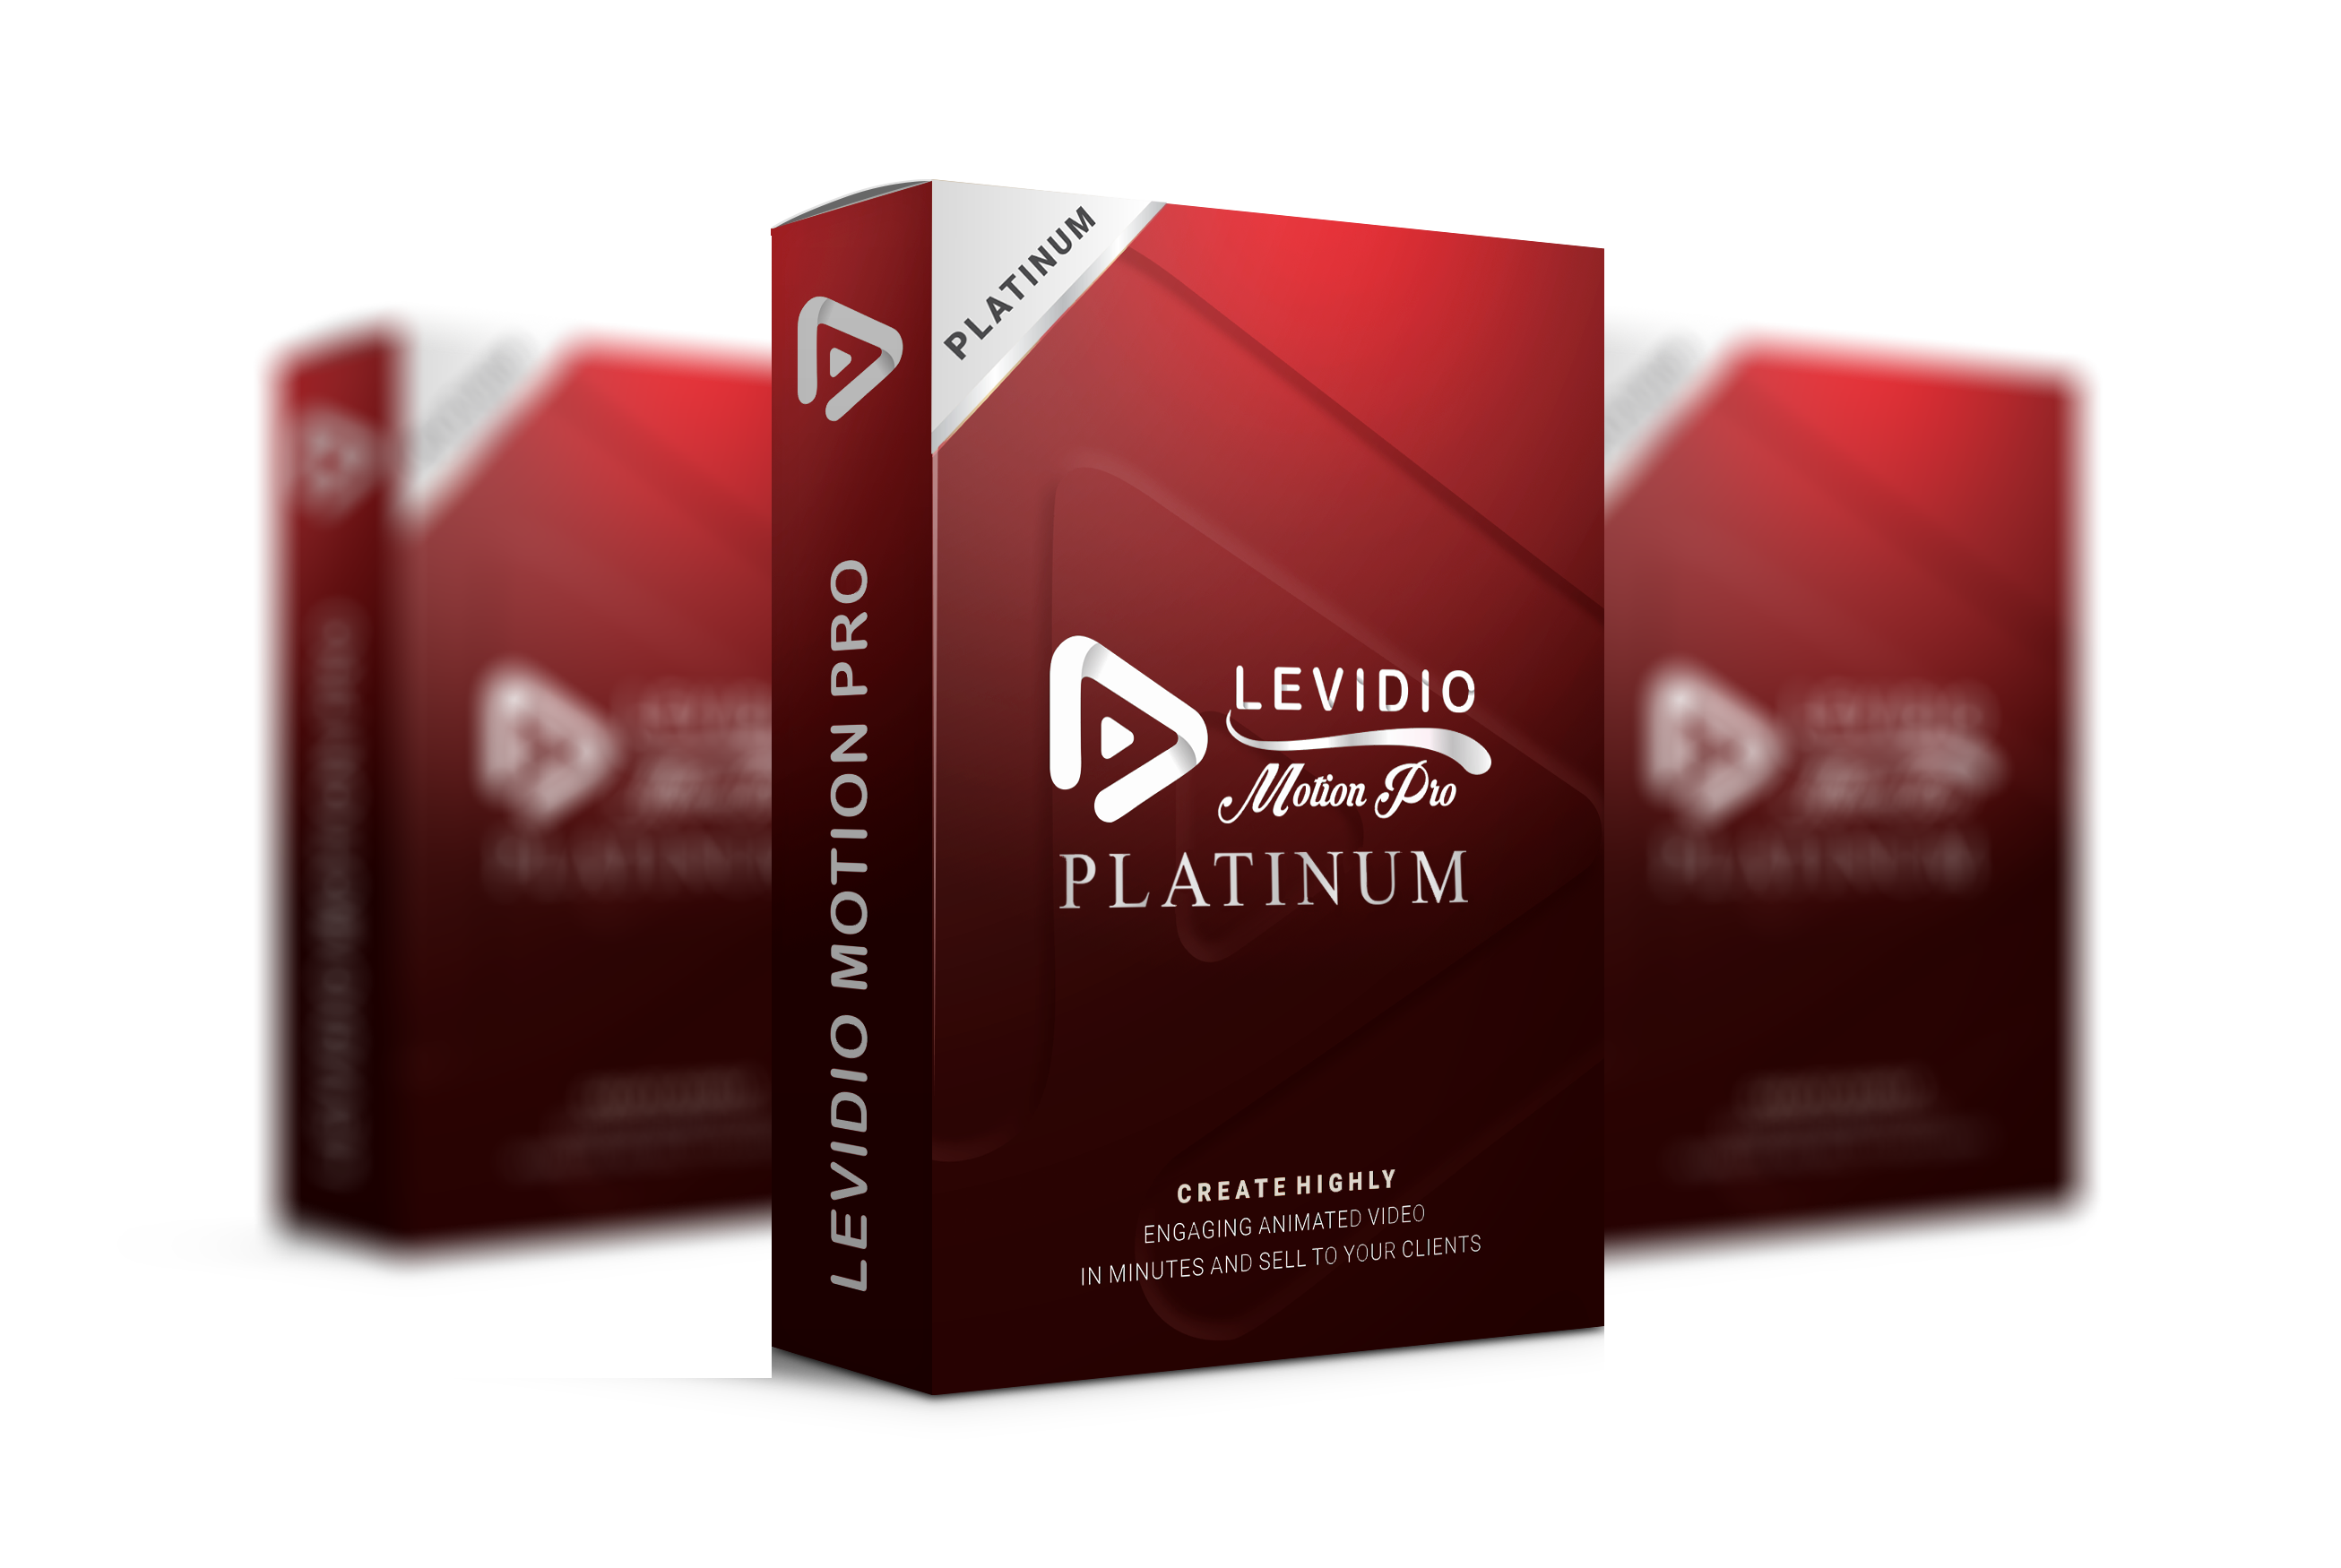 PLATINUM
LEVIDIO MOTION PRO
LEVIDIO
Motion Pro
PLATINUM
CREATE HIGHLY
ENGAGING ANIMATED VIDEO
IN MINUTES AND SELL TO YOUR CLIENTS